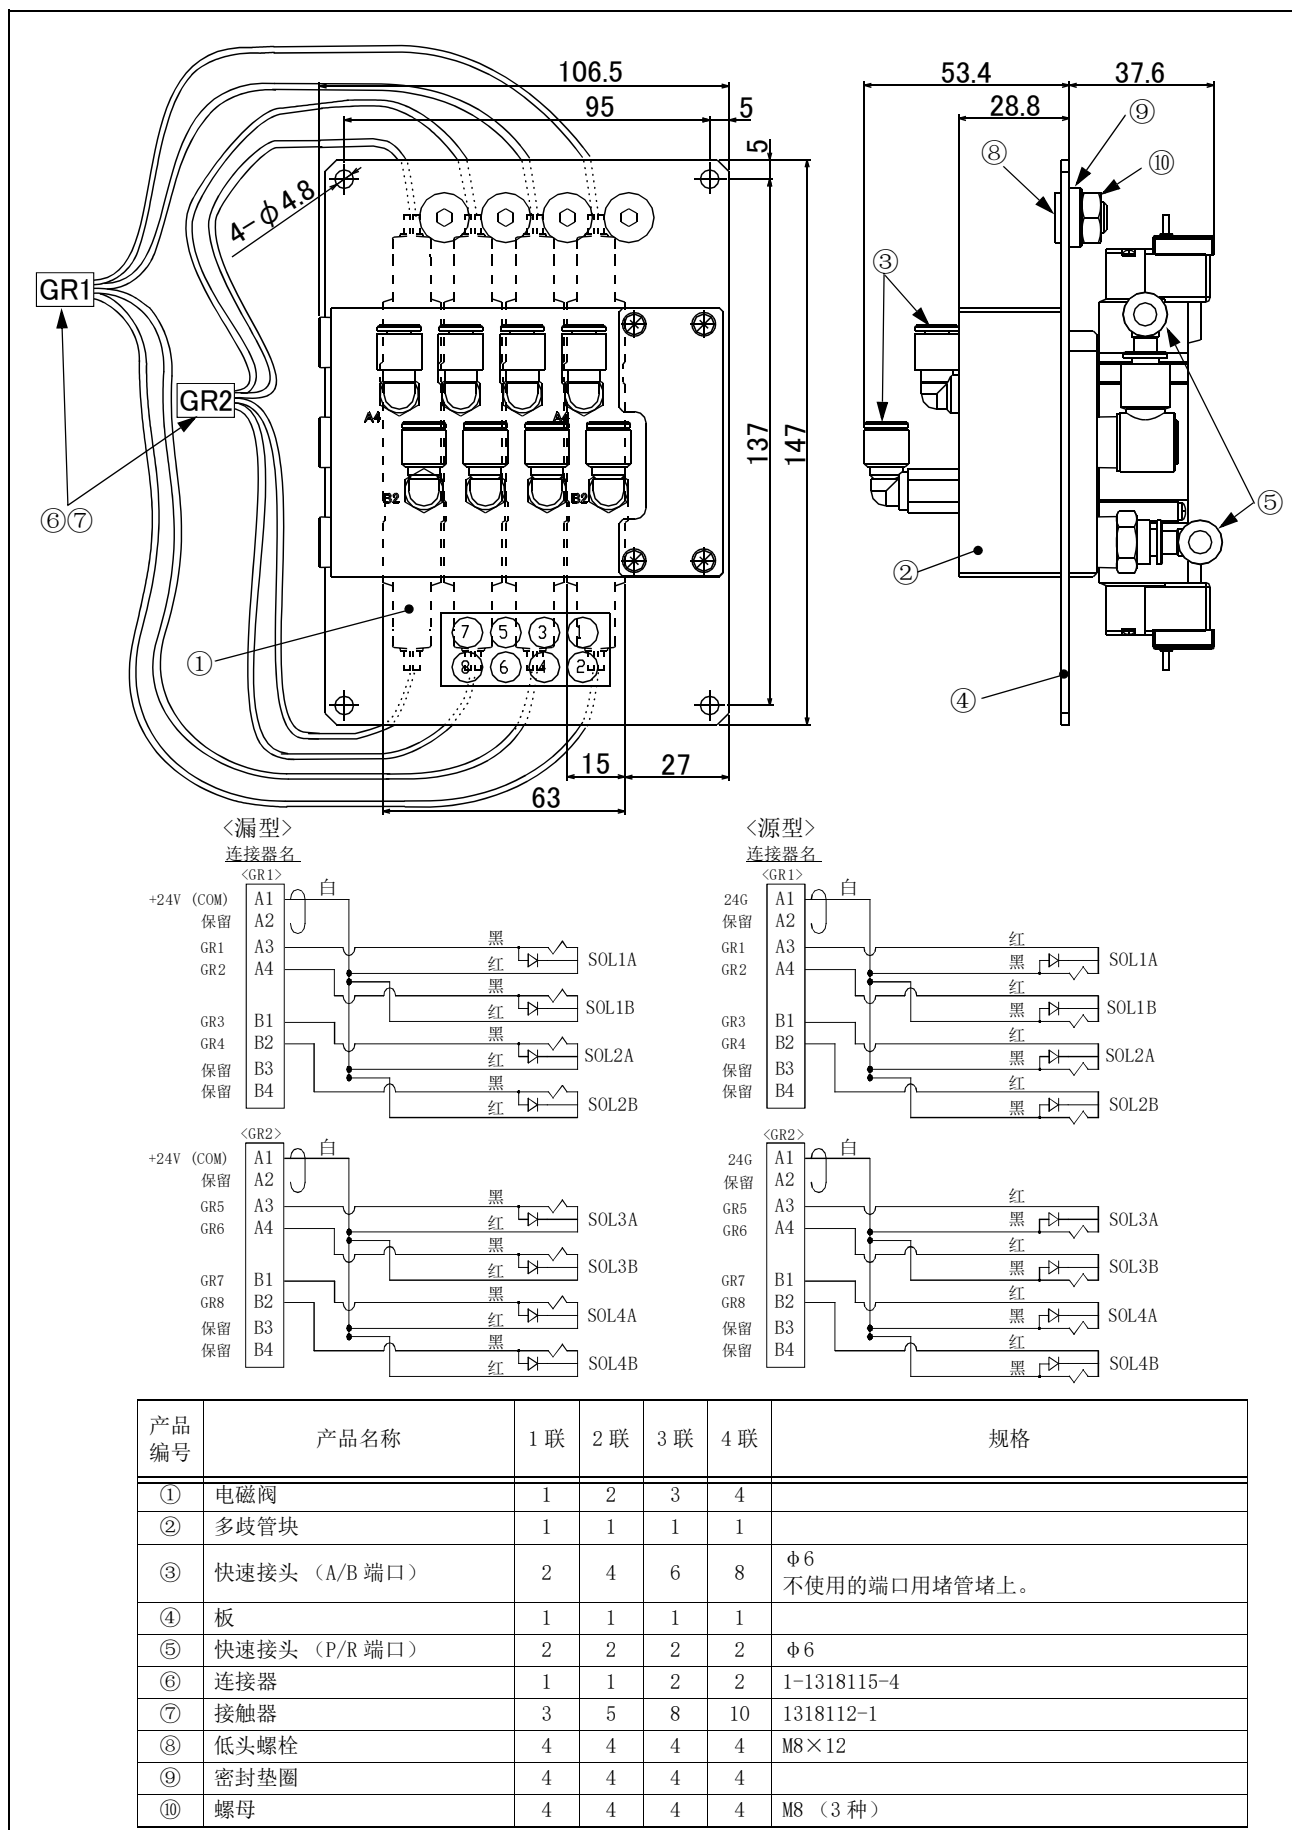 106.5
95
5
5
4-φ4.8
53.4
37.6
28.8
⑨
⑧
⑩
③
GR1
GR2
A4
A4
B2
B2
137
147
⑥⑦
⑤
②
①
7 5 3 1
8 6 4 2
④
15
27
63
<漏型>
连接器名
<GR1>
+24V (COM) A1 白
保留 A2
GR1 A3 黑
红 SOL1A
GR2 A4
黑
红 SOL1B
GR3 B1
GR4 B2 黑
红 SOL2A
保留 B3
保留 B4 黑
红 SOL2B
<GR2>
+24V (COM) A1 白
保留 A2
GR5 A3 黑
红 SOL3A
GR6 A4
黑
红 SOL3B
GR7 B1
GR8 B2 黑
红 SOL4A
保留 B3
保留 B4 黑
红 SOL4B
<源型>
连接器名
<GR1>
24G A1 白
保留 A2
GR1 A3 红
黑 SOL1A
GR2 A4
红
黑 SOL1B
GR3 B1
GR4 B2 红
黑 SOL2A
保留 B3
保留 B4 红
黑 SOL2B
<GR2>
24G A1 白
保留 A2
GR5 A3 红
黑 SOL3A
GR6 A4
红
黑 SOL3B
GR7 B1
GR8 B2 红
黑 SOL4A
保留 B3
保留 B4 红
黑 SOL4B
产品编号 产品名称 1联 2联 3联 4联 规格
① 电磁阀 1 2 3 4
② 多歧管块 1 1 1 1
③ 快速接头 （A/B 端口） 2 4 6 8 φ6
不使用的端口用堵管堵上。
④ 板 1 1 1 1
⑤ 快速接头 （P/R 端口） 2 2 2 2 φ6
⑥ 连接器 1 1 2 2 1-1318115-4
⑦ 接触器 3 5 8 10 1318112-1
⑧ 低头螺栓 4 4 4 4 M8×12
⑨ 密封垫圈 4 4 4 4
⑩ 螺母 4 4 4 4 M8 （3 种）